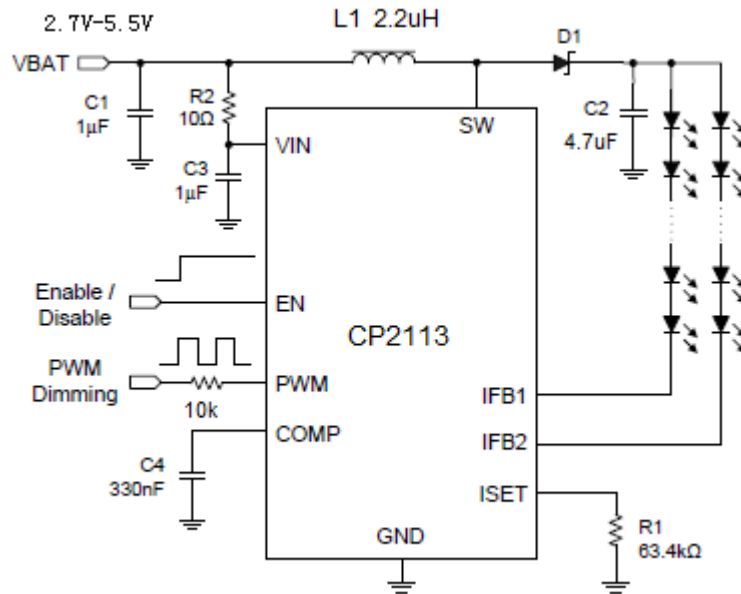 2.7V-5.5V
L1 2.2uH
D1
VBAT
C1
1μF
R2
10Ω
C2
4.7uF
SW
VIN
C3
1μF
Enable /
Disable
EN
CP2113
PWM
Dimming
10k
PWM
IFB1
COMP
IFB2
C4
330nF
ISET
R1
63.4kΩ
GND